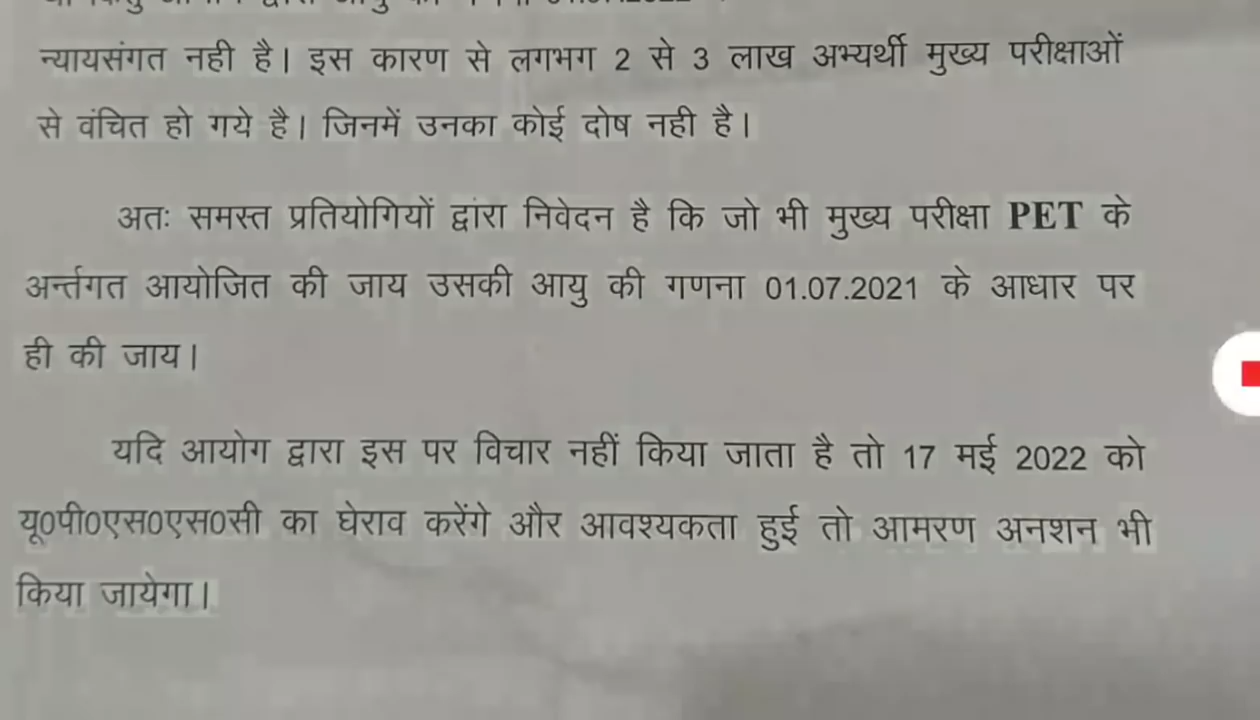 न्यायसंगत नही है। इस कारण से लगभग 2 से 3 लाख अभ्यर्थी मुख्य परीक्षाओं
से वंचित हो गये है। जिनमें उनका कोई दोष नही है।
अतः समस्त प्रतियोगियों द्वारा निवेदन है कि जो भी मुख्य परीक्षा PET के
अर्न्तगत आयोजित की जाय उसकी आयु की गणना 01.07.2021 के आधार पर
ही की जाय।
यदि आयोग द्वारा इस पर विचार नहीं किया जाता है तो 17 मई 2022 को
यू0पी0एस0एस0सी का घेराव करेंगे और आवश्यकता हुई तो आमरण अनशन भी
किया जायेगा।